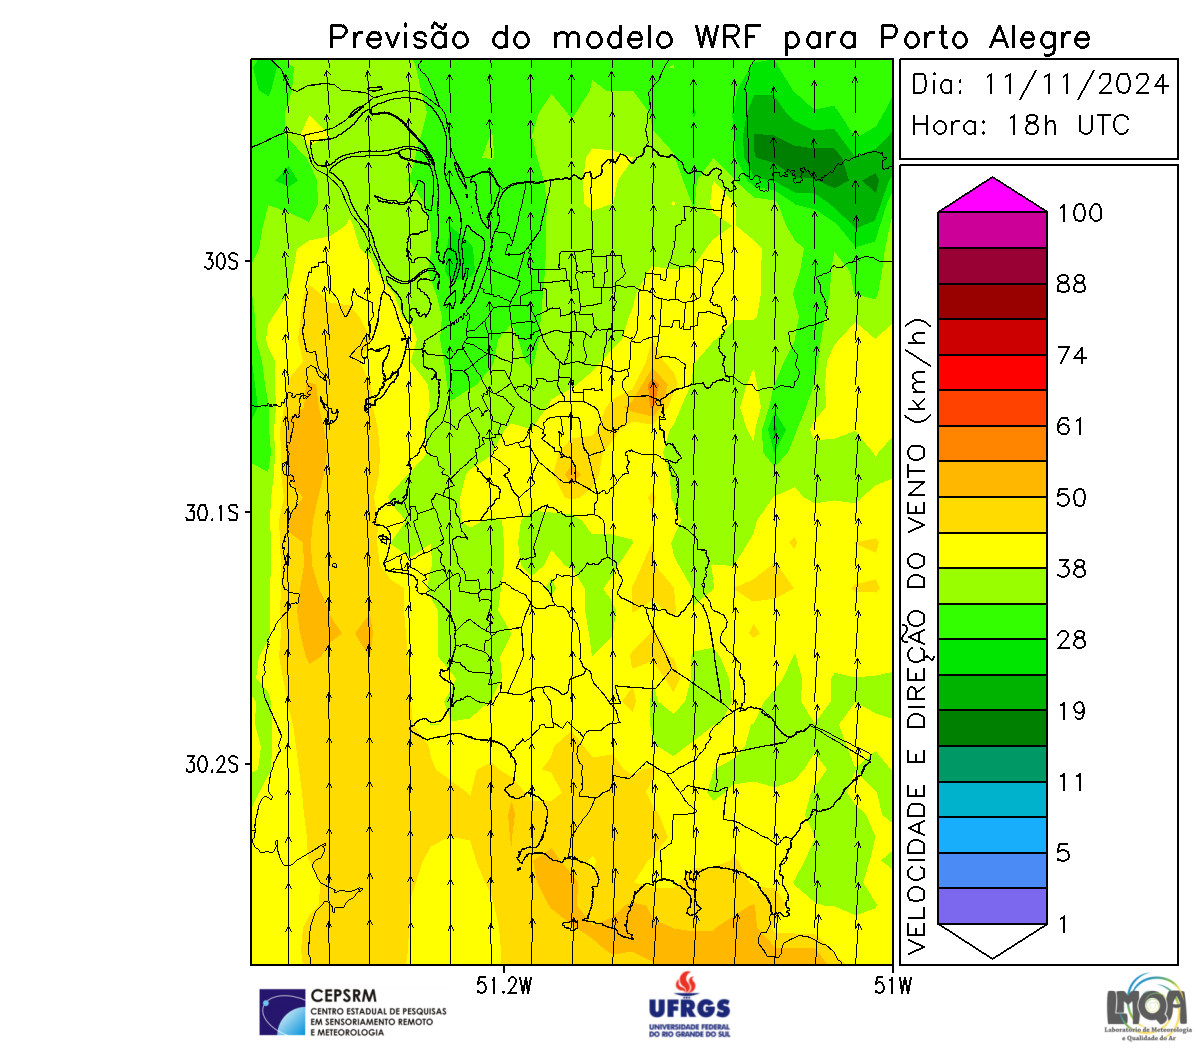 Previsão do modelo WRF para Porto Alegre
Dia: 11/11/2024
Hora: 18h UTC
30S
30.1S
30.2S
51.2W
51W
VELOCIDADE E DIREÇÃO DO VENTO (km/h)
100
88
74
61
50
38
28
19
11
5
1
CEPSRM
CENTRO ESTADUAL DE PESQUISAS
EM SENSORIAMENTO REMOTO
E METEOROLOGIA
UFRGS
UNIVERSIDADE FEDERAL
DO RIO GRANDE DO SUL
LMQA
Laboratório de Meteorologia
e Qualidade do Ar